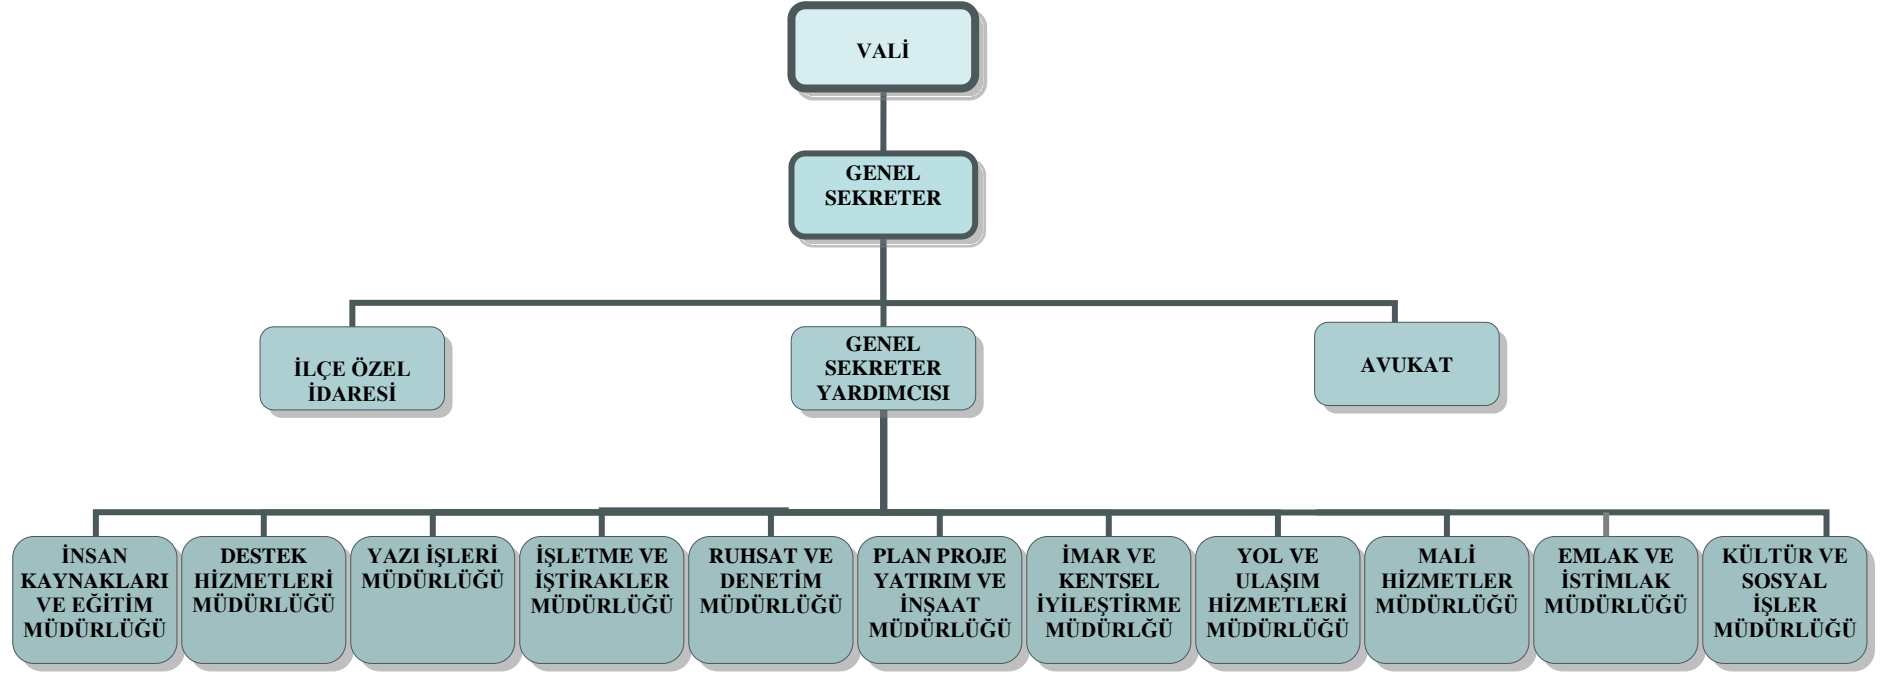 VALİ
GENEL
SEKRETER
İLÇE ÖZEL
İDARESİ
GENEL
SEKRETER
YARDIMCISI
AVUKAT
İNSAN
KAYNAKLARI
VE EĞİTİM
MÜDÜRLÜĞÜ
DESTEK
HİZMETLERİ
MÜDÜRLÜĞÜ
YAZI İŞLERİ
MÜDÜRLÜĞÜ
İŞLETME VE
İŞTİRAKLER
MÜDÜRLÜĞÜ
RUHSAT VE
DENETİM
MÜDÜRLÜĞÜ
PLAN PROJE
YATIRIM VE
İNŞAAT
MÜDÜRLÜĞÜ
İMAR VE
KENTSEL
İYİLEŞTİRME
MÜDÜRLĞÜ
YOL VE
ULAŞIM
HİZMETLERİ
MÜDÜRLÜĞÜ
MALİ
HİZMETLER
MÜDÜRLÜĞÜ
EMLAK VE
İSTİMLAK
MÜDÜRLÜĞÜ
KÜLTÜR VE
SOSYAL
İŞLER
MÜDÜRLÜĞÜ